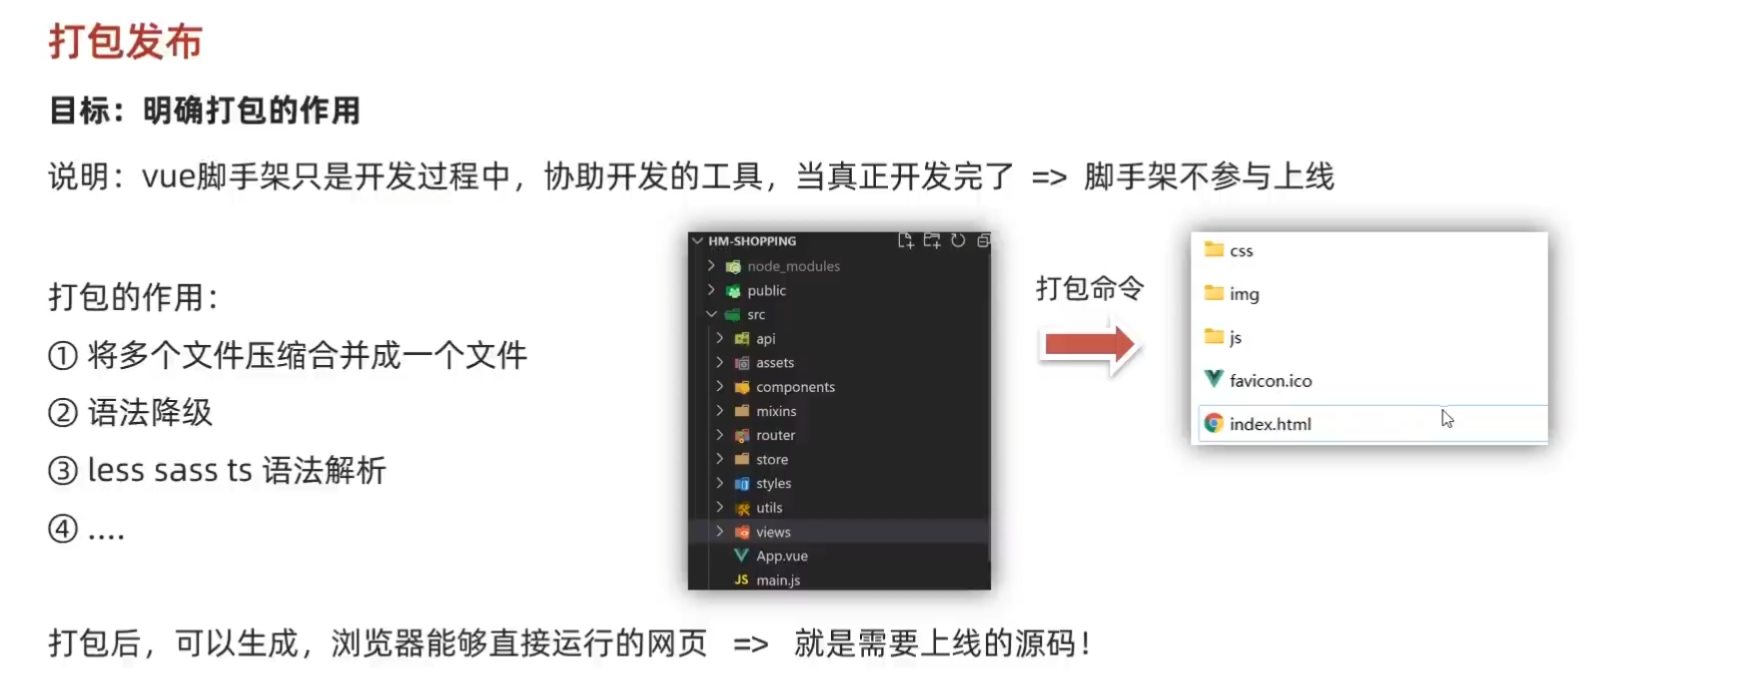 打包发布
目标：明确打包的作用
说明：vue脚手架只是开发过程中，协助开发的工具，当真正开发完了 => 脚手架不参与上线
打包的作用：
① 将多个文件压缩合并成一个文件
② 语法降级
③ less sass ts 语法解析
④ ....
HM-SHOPPING
node_modules
public
src
api
assets
components
mixins
router
store
styles
utils
views
App.vue
JS main.js
打包命令
css
img
js
favicon.ico
index.html
打包后，可以生成，浏览器能够直接运行的网页 => 就是需要上线的源码！